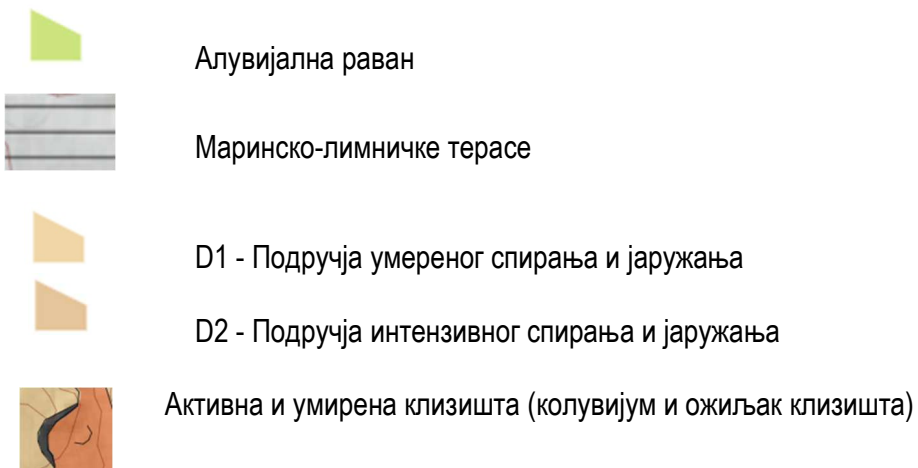 Алувијална раван
Маринско-лимничке терасе
D1 - Подручја умереног спирања и јаружања
D2 - Подручја интензивног спирања и јаружања
Активна и умирена клизишта (колувијум и ожиљак клизишта)